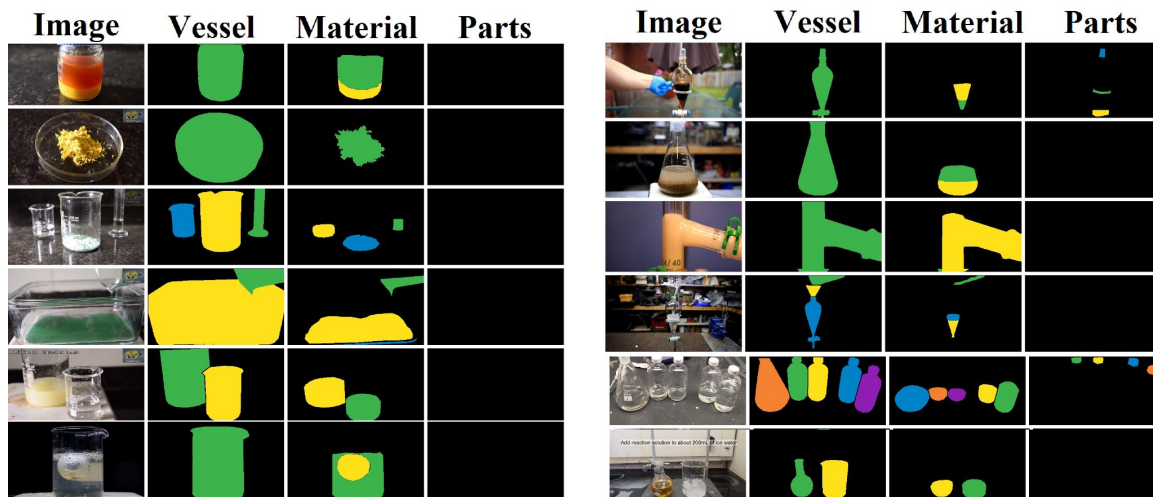 Image Vessel Material Parts
Image Vessel Material Parts
Add reaction solution to about 200mL of ice water